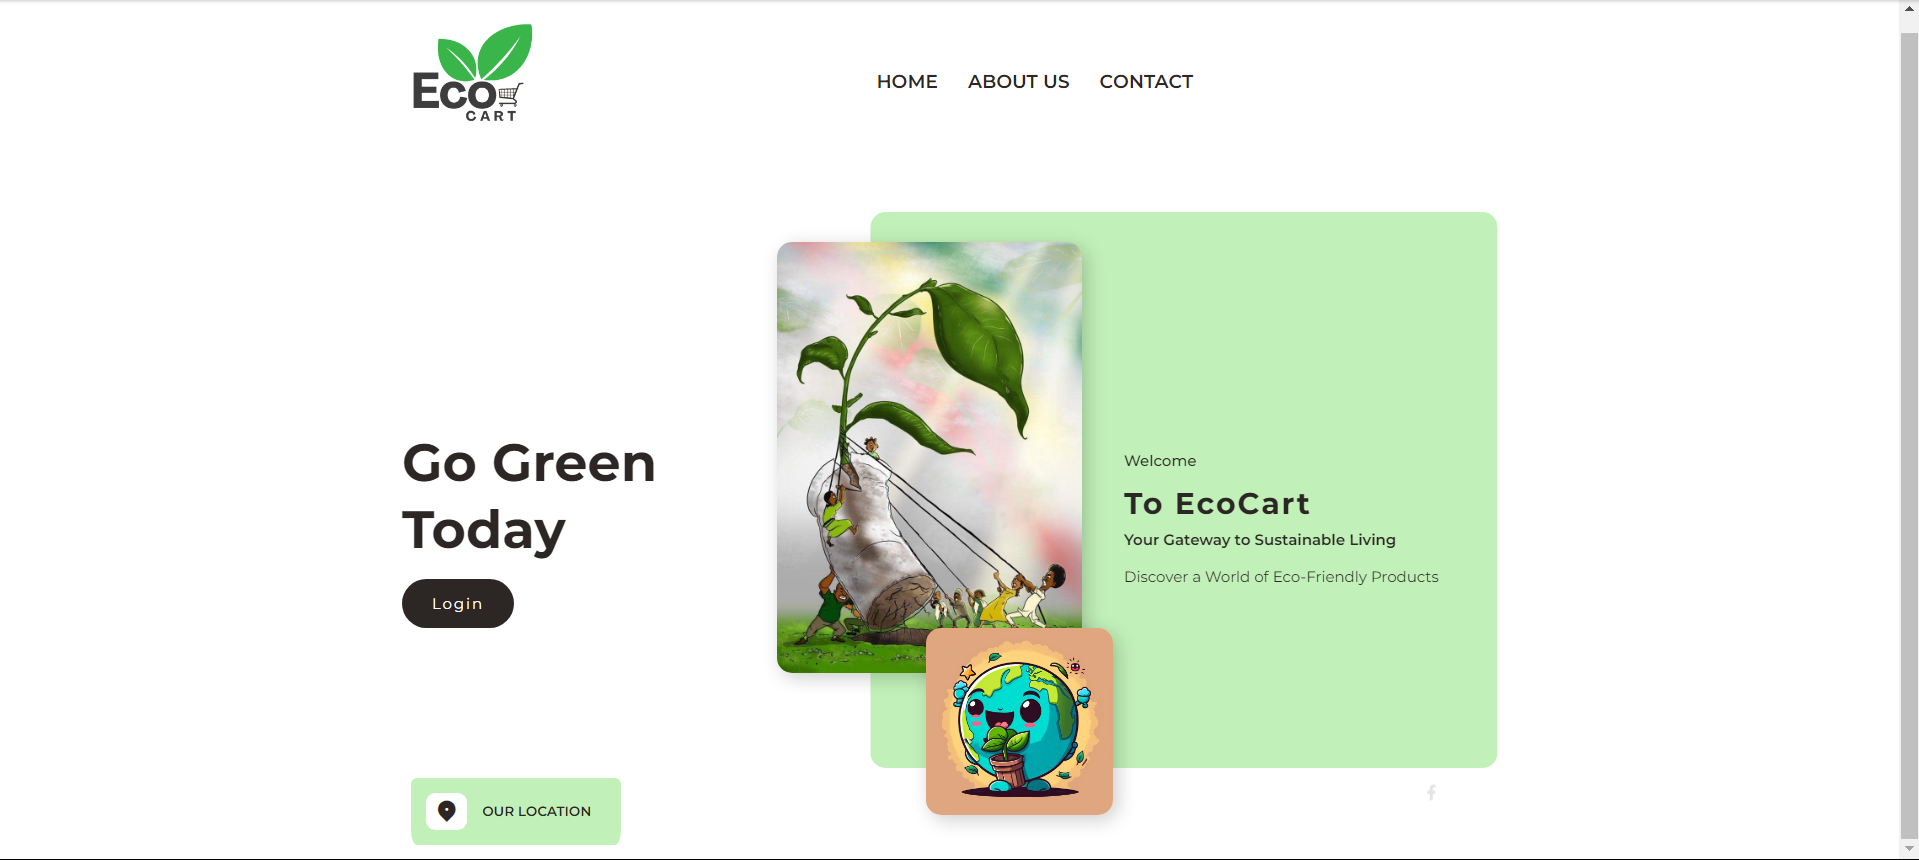 Eco
CART
HOME
ABOUT US
CONTACT
Go Green
Today
Login
Welcome
To EcoCart
Your Gateway to Sustainable Living
Discover a World of Eco-Friendly Products
OUR LOCATION